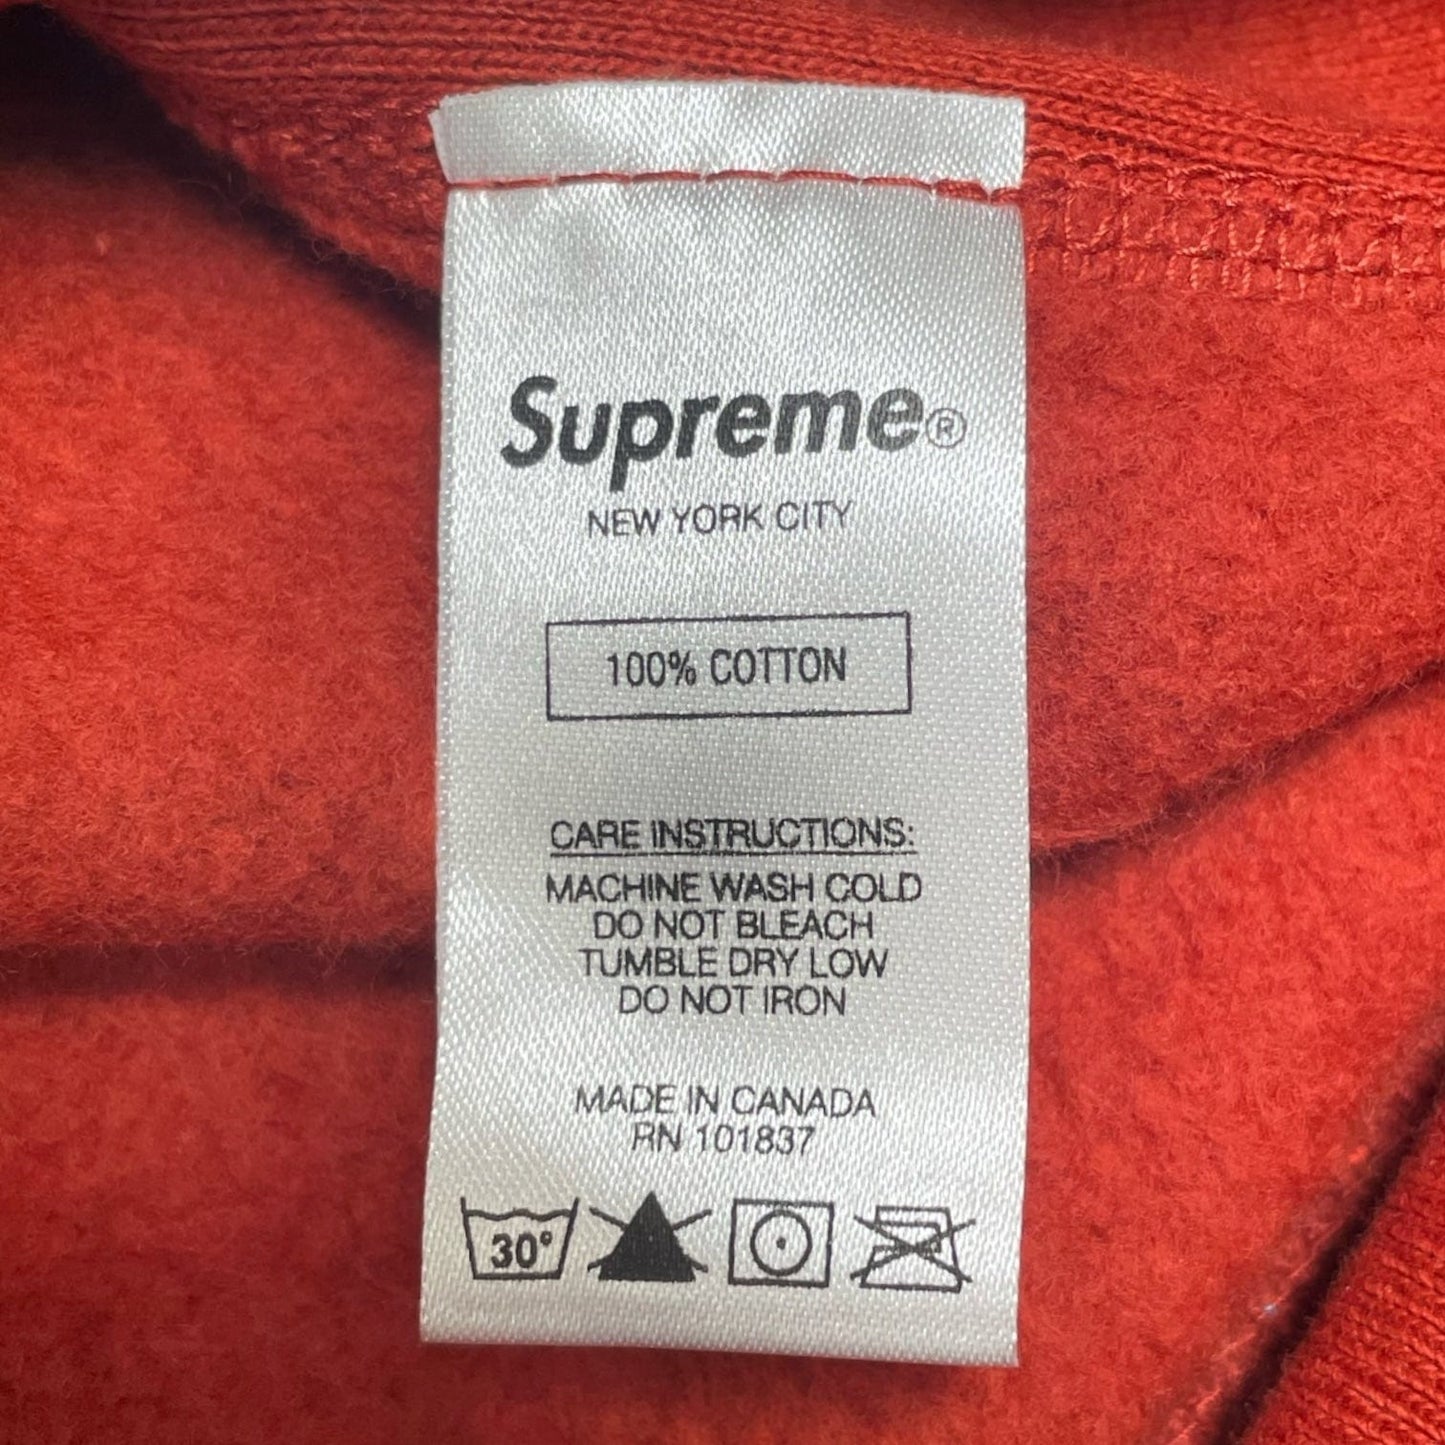 Supreme®
NEW YORK CITY
100% COTTON
CARE INSTRUCTIONS:
MACHINE WASH COLD
DO NOT BLEACH
TUMBLE DRY LOW
DO NOT IRON
MADE IN CANADA
RN 101837
30°